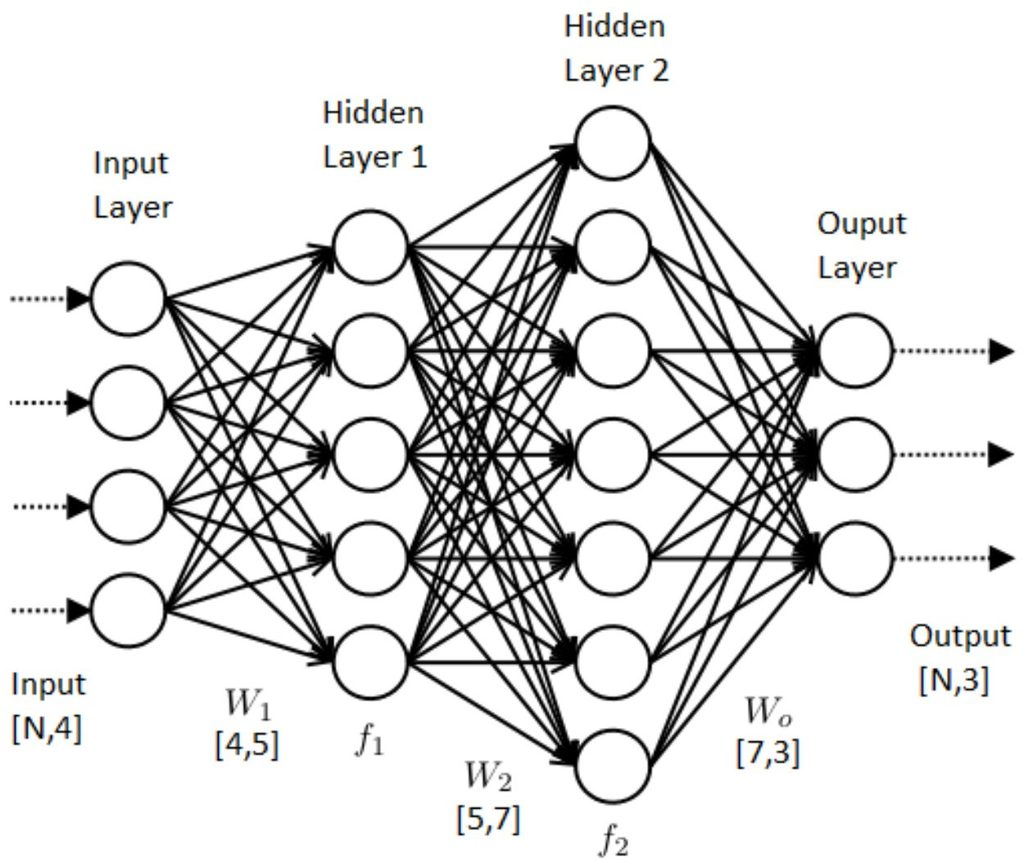 Hidden
Layer 2
Hidden
Layer 1
Input
Layer
Ouput
Layer
Input
[N,4]
W₁
[4,5]
f₁
W₂
[5,7]
f₂
Wₒ
[7,3]
Output
[N,3]